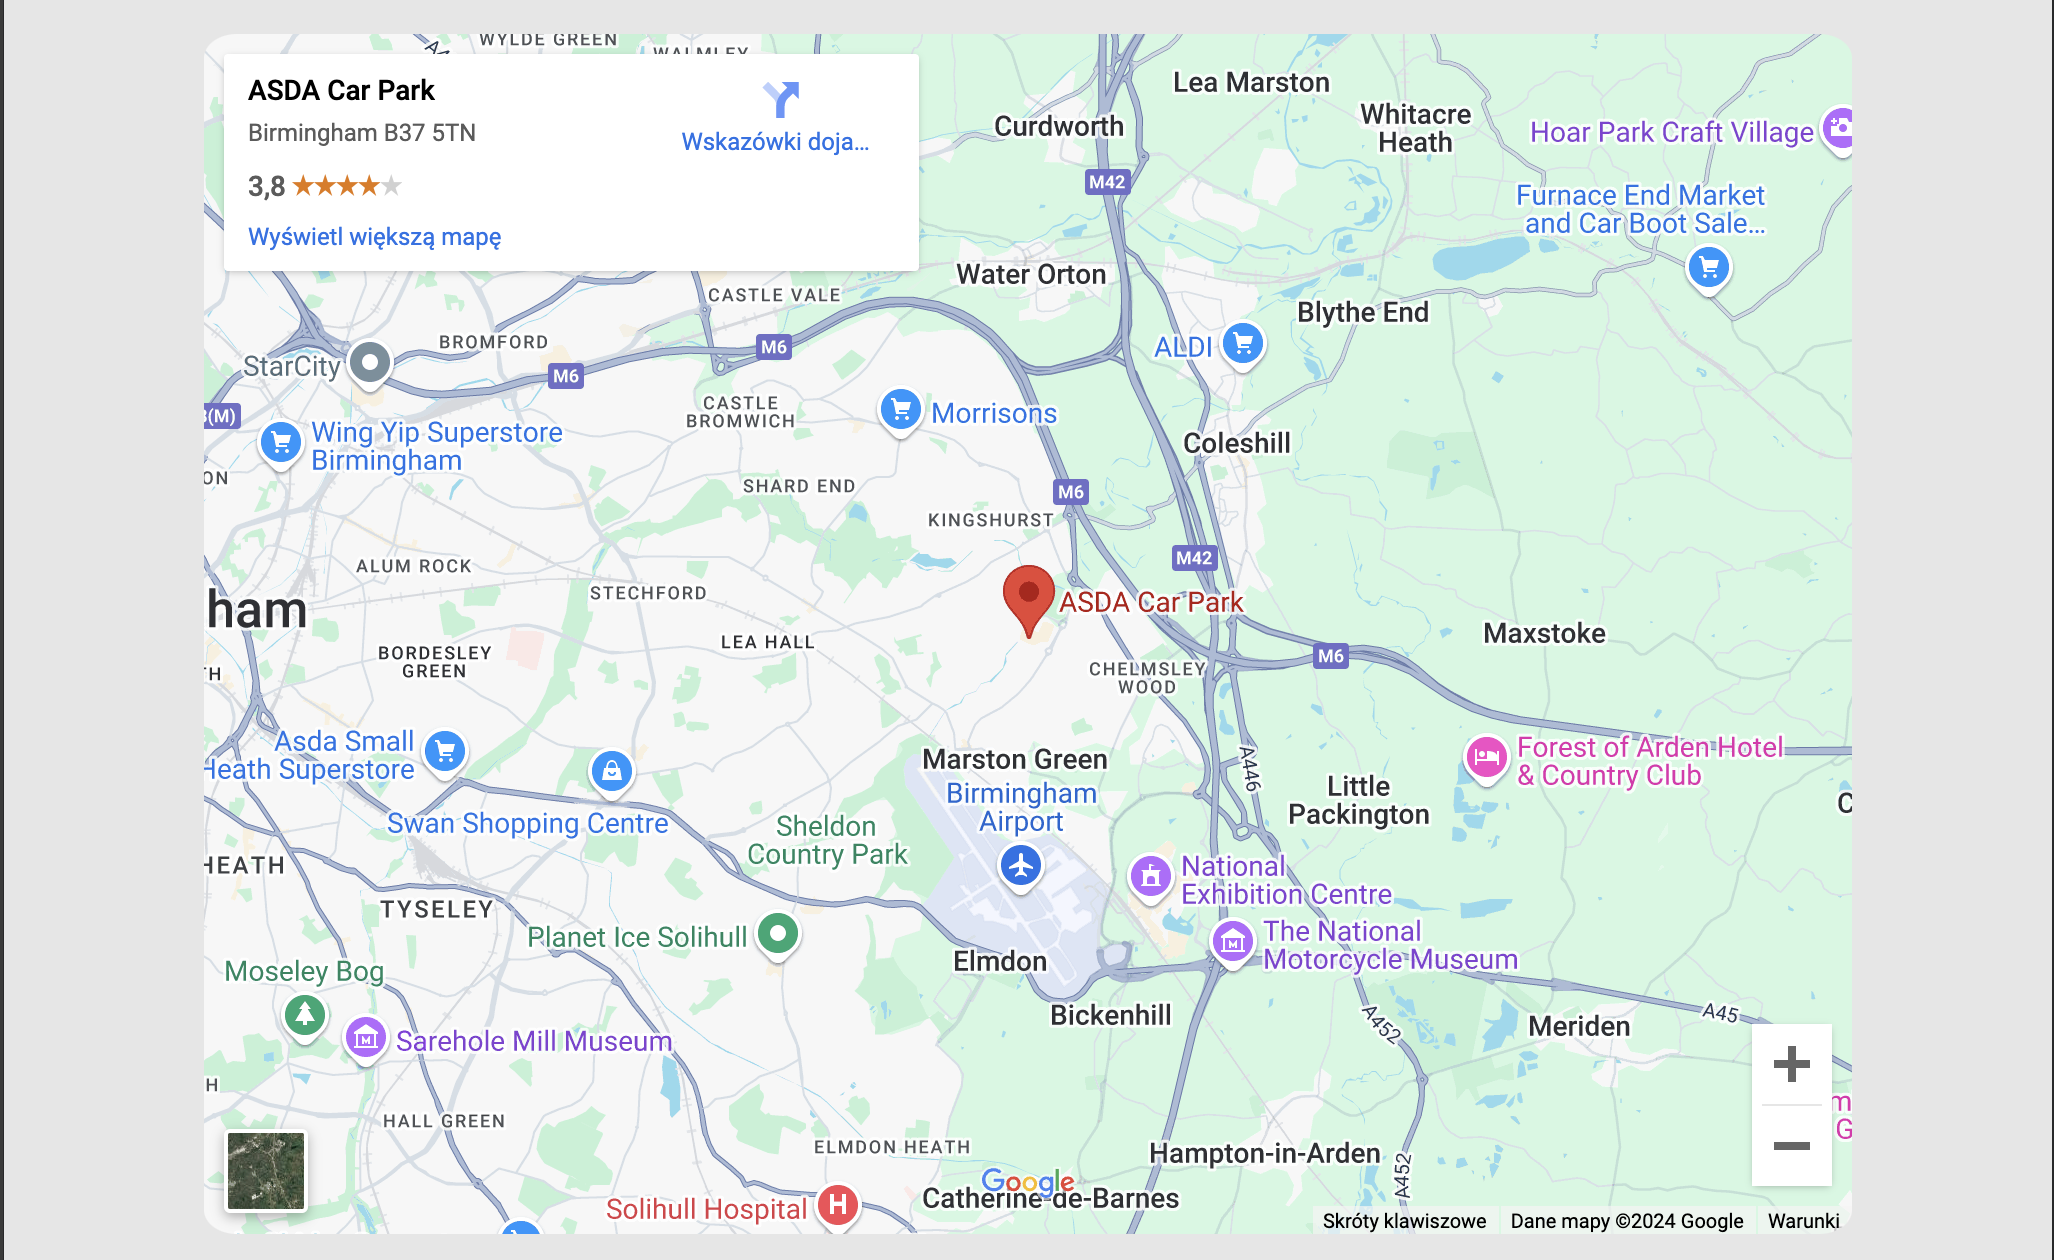 WYLDE GREEN
WALMLEY
ASDA Car Park
Birmingham B37 5TN
Wskazówki doja...
3,8
Wyświetl większą mapę
Lea Marston
Curdworth
Whitacre
Heath
Hoar Park Craft Village
M42
Furnace End Market
and Car Boot Sale...
Water Orton
CASTLE VALE
Blythe End
BROMFORD
M6
ALDI
StarCity
M6
CASTLE
BROMWICH
Morrisons
(M)
Wing Yip Superstore
Birmingham
Coleshill
ON
SHARD END
M6
KINGSHURST
M42
ALUM ROCK
STECHFORD
ASDA Car Park
ham
LEA HALL
Maxstoke
BORDESLEY
GREEN
M6
TH
CHELMSLEY
WOOD
Asda Small
Heath Superstore
Marston Green
Forest of Arden Hotel
& Country Club
A446
Birmingham
Airport
Little
Packington
C
Swan Shopping Centre
Sheldon
Country Park
HEATH
National
Exhibition Centre
TYSELEY
Planet Ice Solihull
The National
Motorcycle Museum
Elmdon
Moseley Bog
Bickenhill
A452
A45
Meriden
Sarehole Mill Museum
H
m
G
HALL GREEN
ELMDON HEATH
Hampton-in-Arden
A452
Google
Catherine-de-Barnes
Solihull Hospital
H
Skróty klawiszowe
Dane mapy ©2024 Google
Warunki